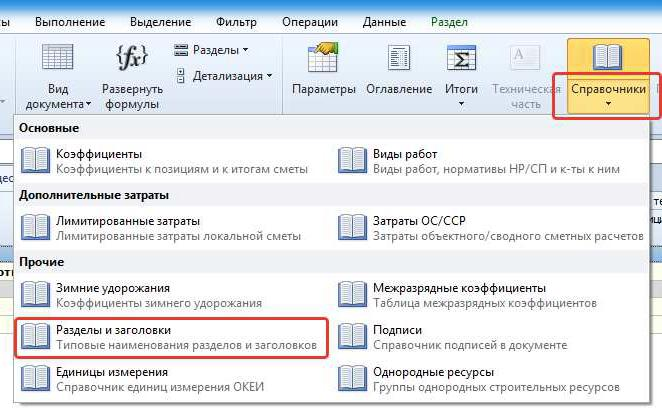 Выполнение Выделение Фильтр Операции Данные Раздел
Вид документа
Развернуть формулы
Разделы
Детализация
Параметры
Оглавление
Итоги
Техническая часть
Справочники
Основные
Коэффициенты
Коэффициенты к позициям и к итогам сметы
Виды работ
Виды работ, нормативы НР/СП и к-ты к ним
Дополнительные затраты
Лимитированные затраты
Лимитированные затраты локальной сметы
Затраты ОС/ССР
Затраты объектного/сводного сметных расчетов
Прочие
Зимние удорожания
Коэффициенты зимнего удорожания
Межразрядные коэффициенты
Таблица межразрядных коэффициентов
Разделы и заголовки
Типовые наименования разделов и заголовков
Подписи
Справочник подписей в документе
Единицы измерения
Справочник единиц измерения ОКЕИ
Однородные ресурсы
Группы однородных строительных ресурсов